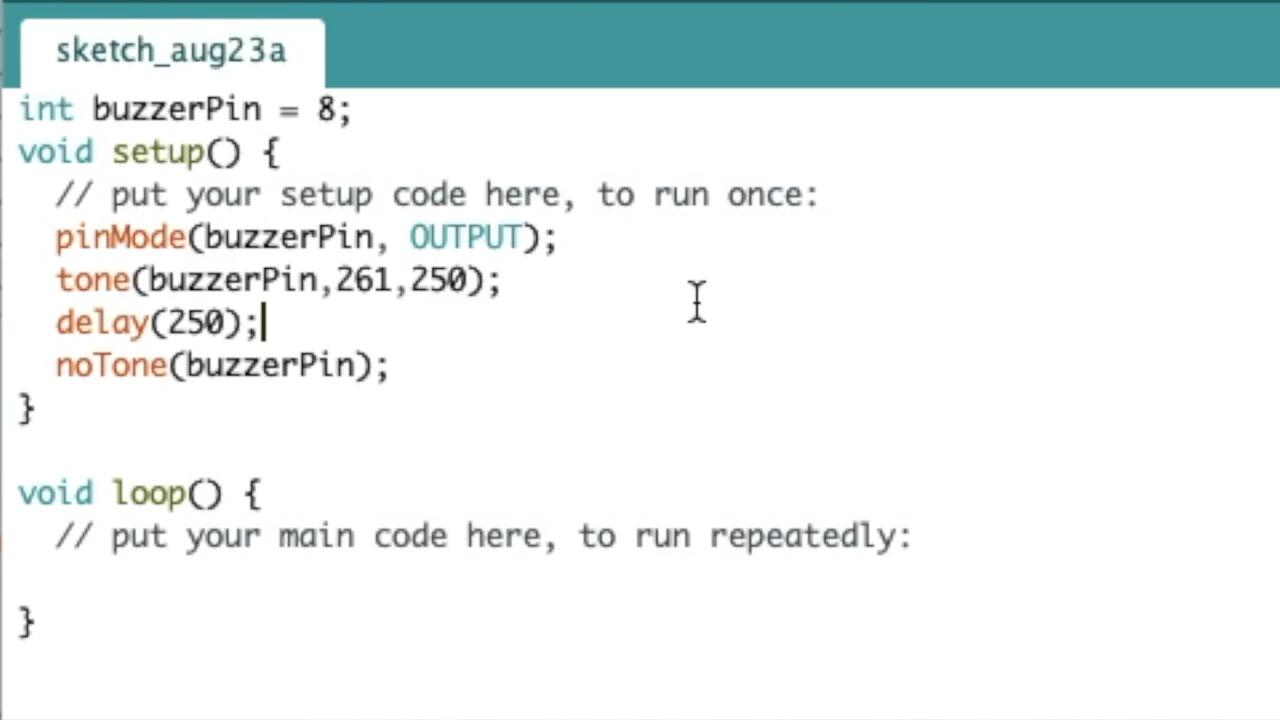 sketch_aug23a
int buzzerPin = 8;
void setup() {
  // put your setup code here, to run once:
  pinMode(buzzerPin, OUTPUT);
  tone(buzzerPin,261,250);
  delay(250);
  noTone(buzzerPin);
}

void loop() {
  // put your main code here, to run repeatedly:

}